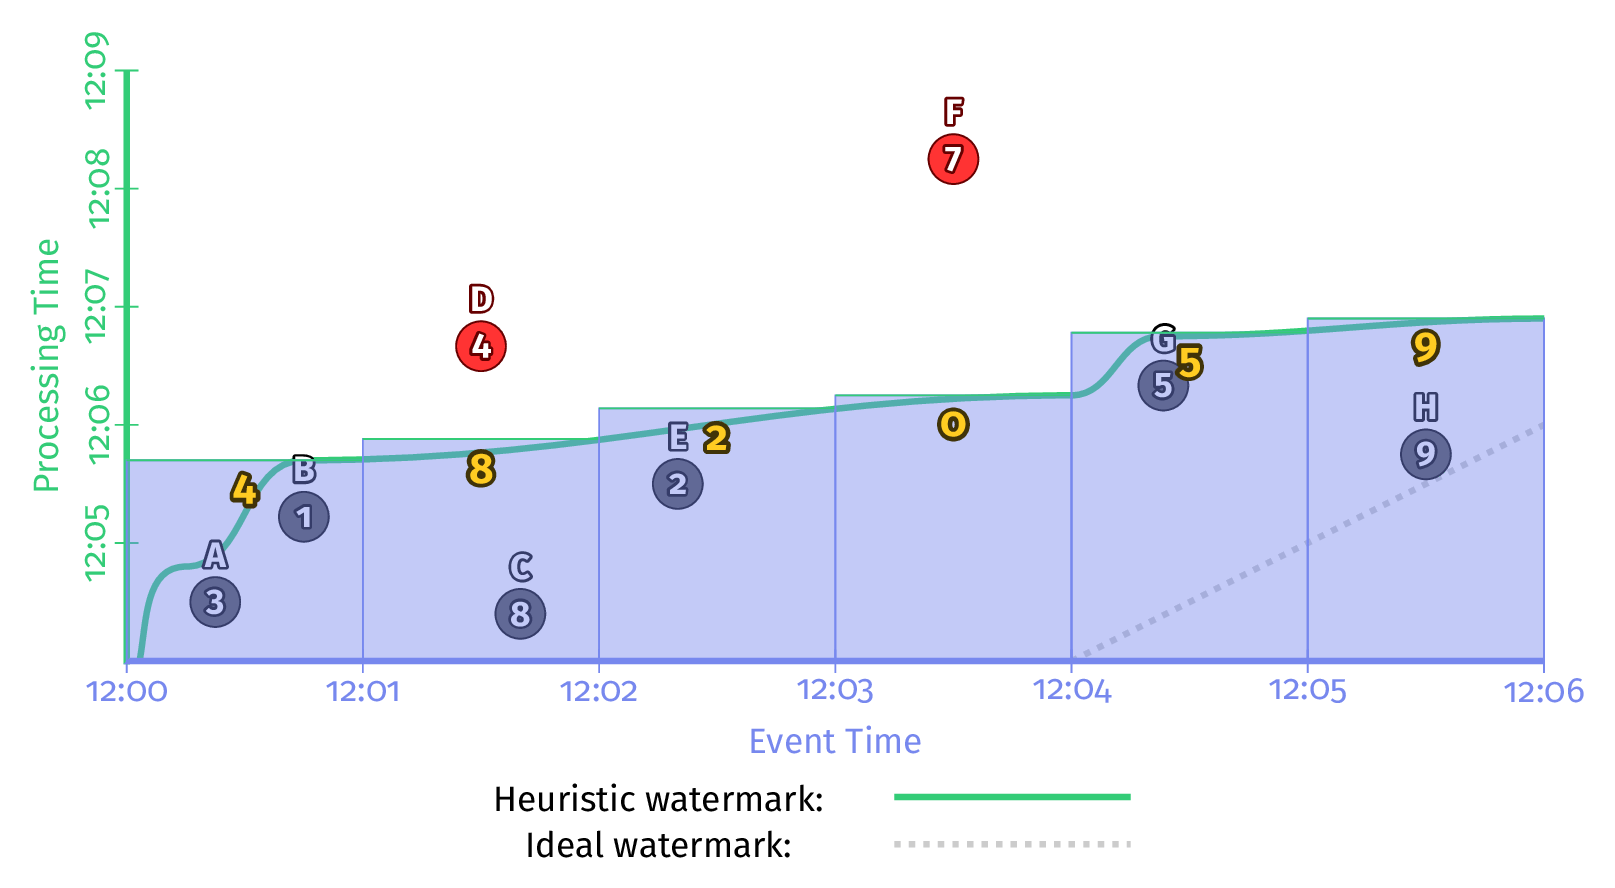 12:09
12:08
12:07
12:06
12:05
Processing Time
F
7
D
4
G
5
5
9
H
9
0
E
2
2
8
B
1
4
A
3
C
8
12:00 12:01 12:02 12:03 12:04 12:05 12:06
Event Time
Heuristic watermark:
Ideal watermark: